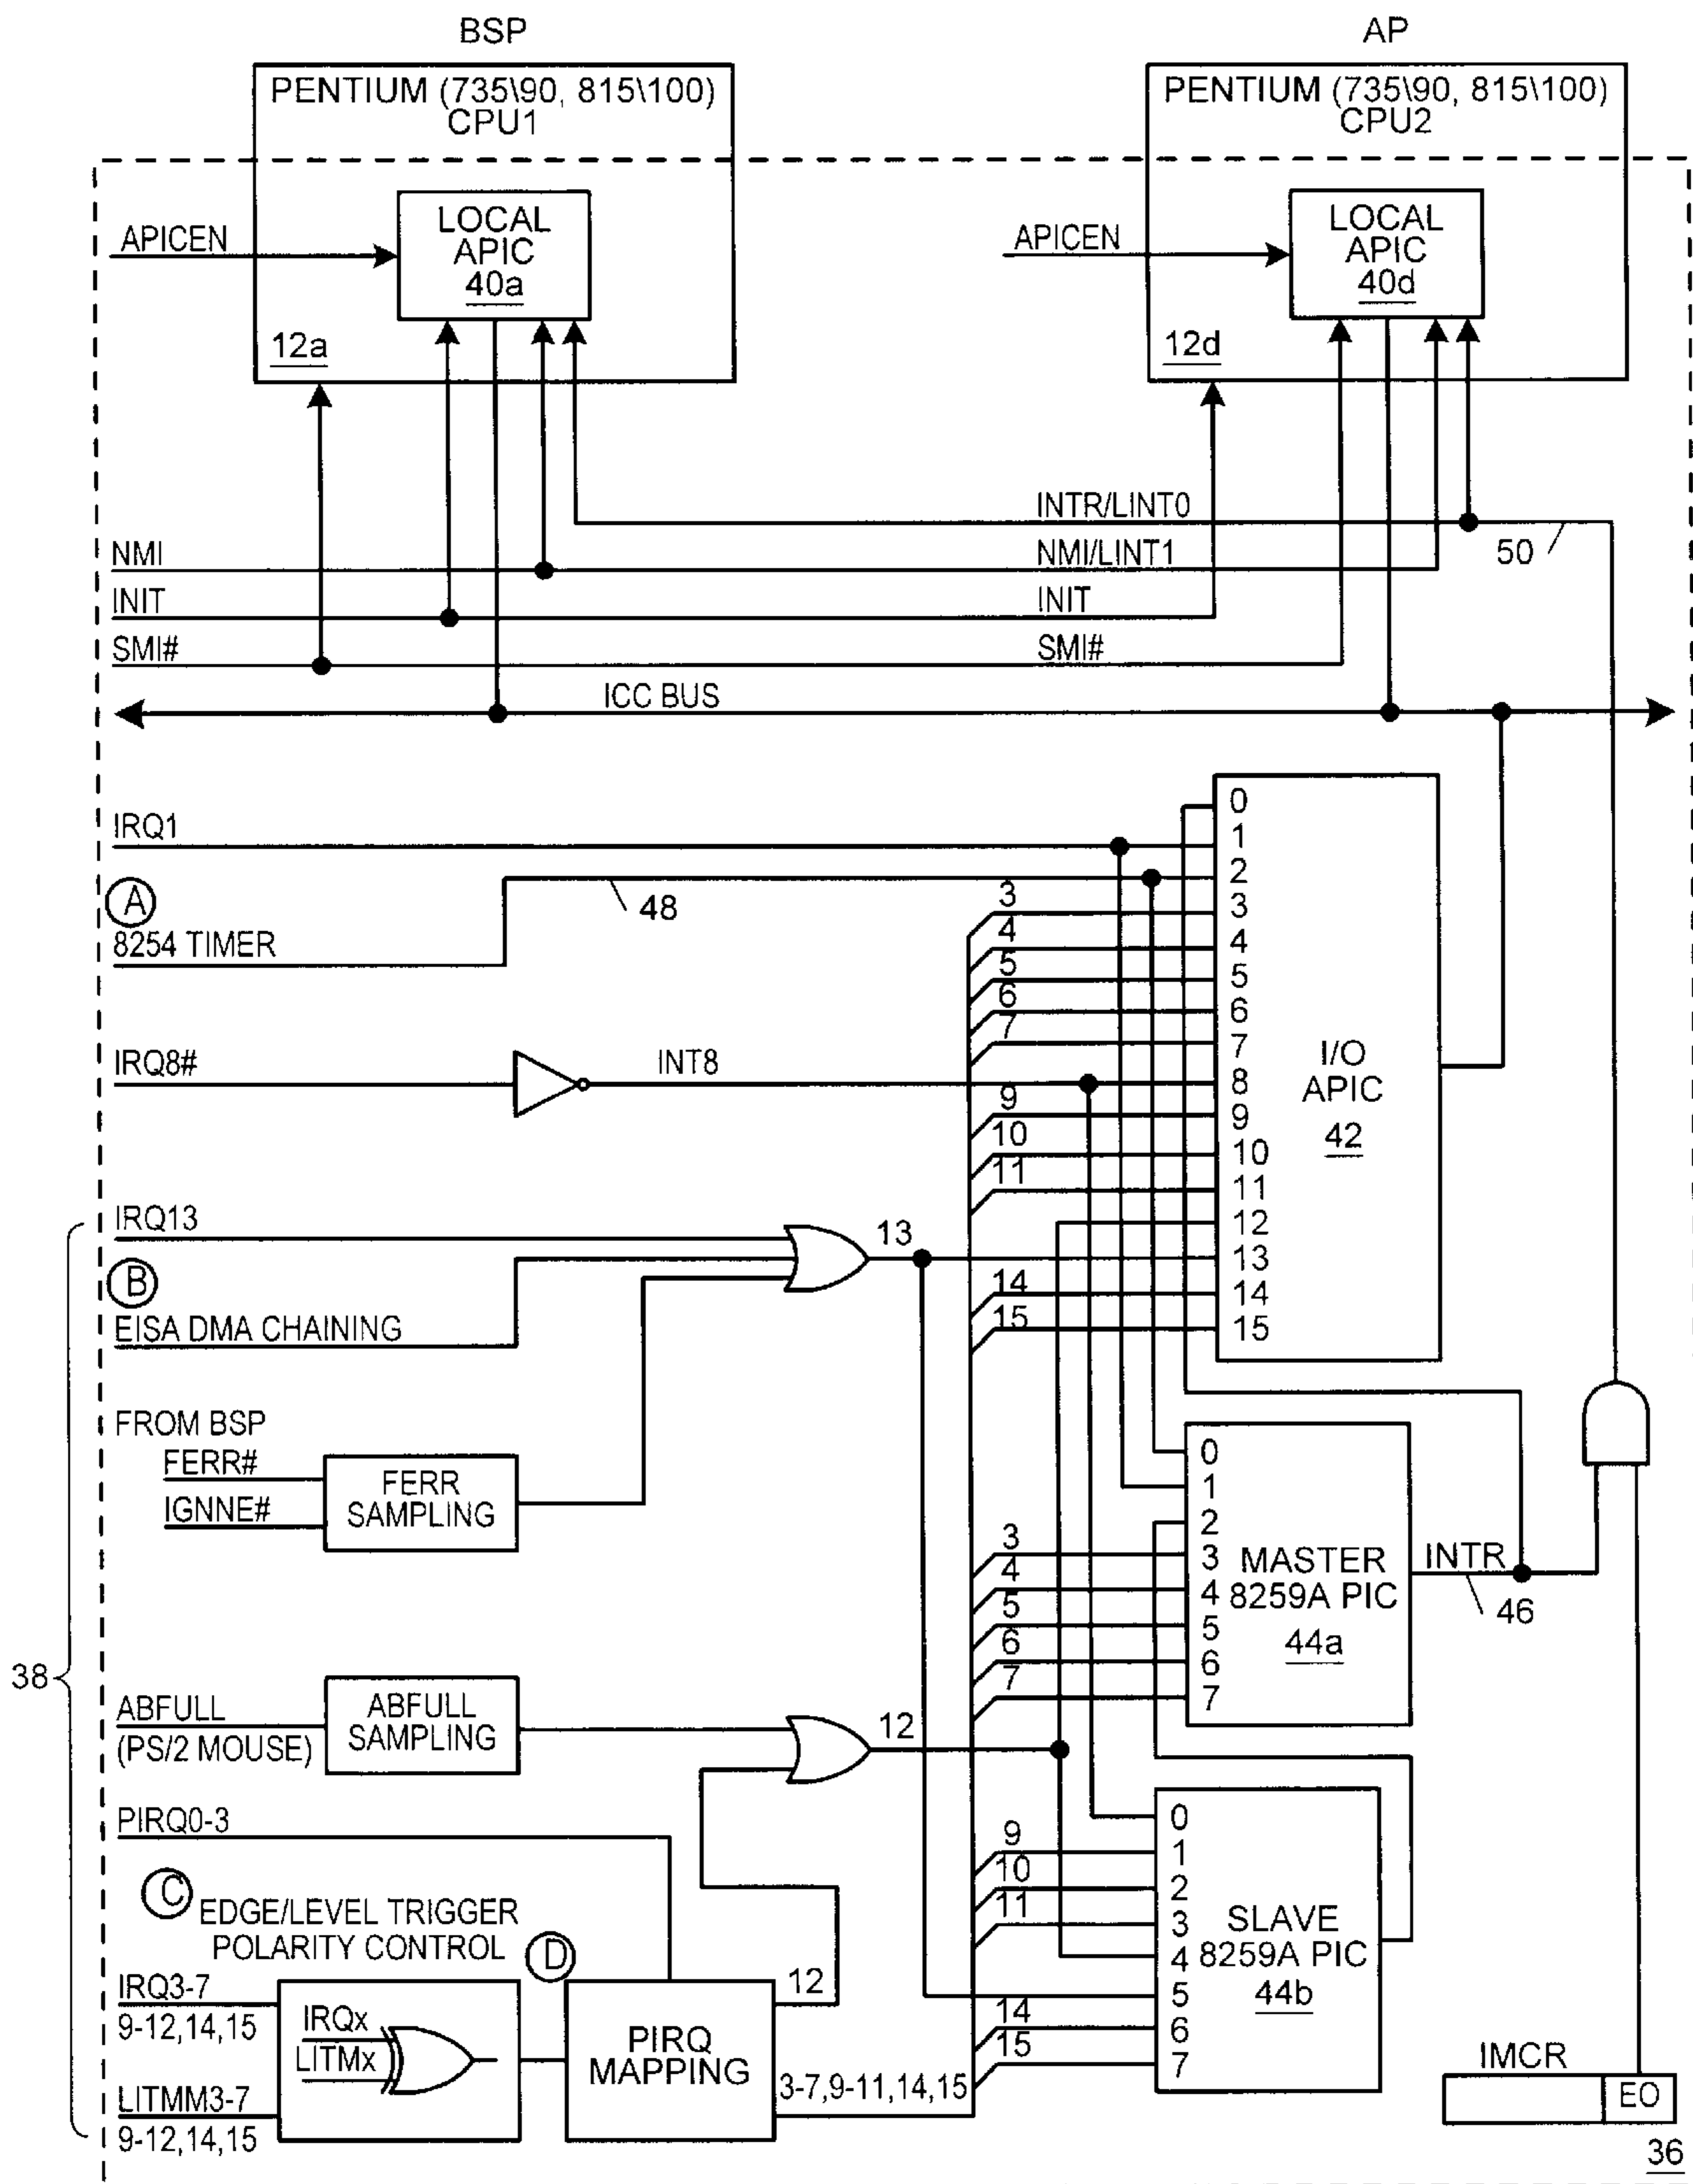 BSP
AP
PENTIUM (735\90, 815\100)
CPU1
PENTIUM (735\90, 815\100)
CPU2
APICEN
LOCAL
APIC
40a
12a
APICEN
LOCAL
APIC
40d
12d
INTR/LINT0
50
NMI
NMI/LINT1
INIT
INIT
SMI#
SMI#
ICC BUS
IRQ1
A
8254 TIMER
48
IRQ8#
INT8
3
4
5
6
7
9
10
11
14
15
0
1
2
3
4
5
6
7
8
9
10
11
12
13
14
15
I/O
APIC
42
38
IRQ13
13
B
EISA DMA CHAINING
FROM BSP
FERR#
IGNNE#
FERR
SAMPLING
3
4
5
6
7
0
1
2
3
4
5
6
7
MASTER
8259A PIC
44a
INTR
46
ABFULL
(PS/2 MOUSE)
ABFULL
SAMPLING
12
PIRQ0-3
C
EDGE/LEVEL TRIGGER
POLARITY CONTROL
D
IRQ3-7
9-12,14,15
LITMM3-7
9-12,14,15
IRQx
LITMx
PIRQ
MAPPING
12
3-7,9-11,14,15
9
10
11
14
15
0
1
2
3
4
5
6
7
SLAVE
8259A PIC
44b
IMCR
EO
36